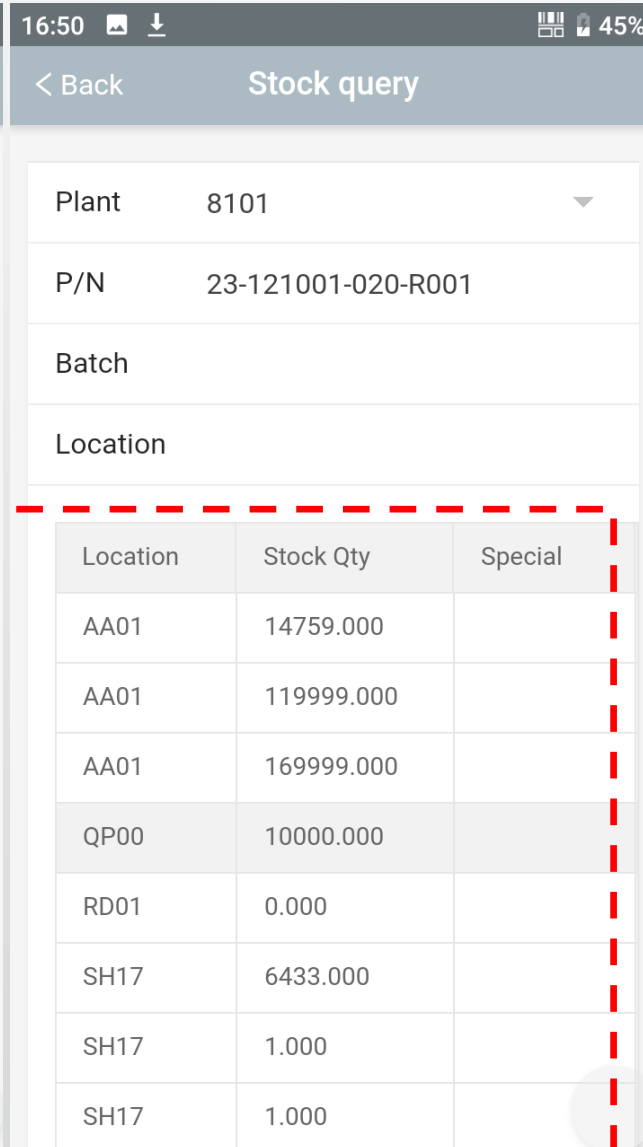 16:50 45%
< Back Stock query
Plant 8101
P/N 23-121001-020-R001
Batch
Location
Location Stock Qty Special
AA01 14759.000
AA01 119999.000
AA01 169999.000
QP00 10000.000
RD01 0.000
SH17 6433.000
SH17 1.000
SH17 1.000